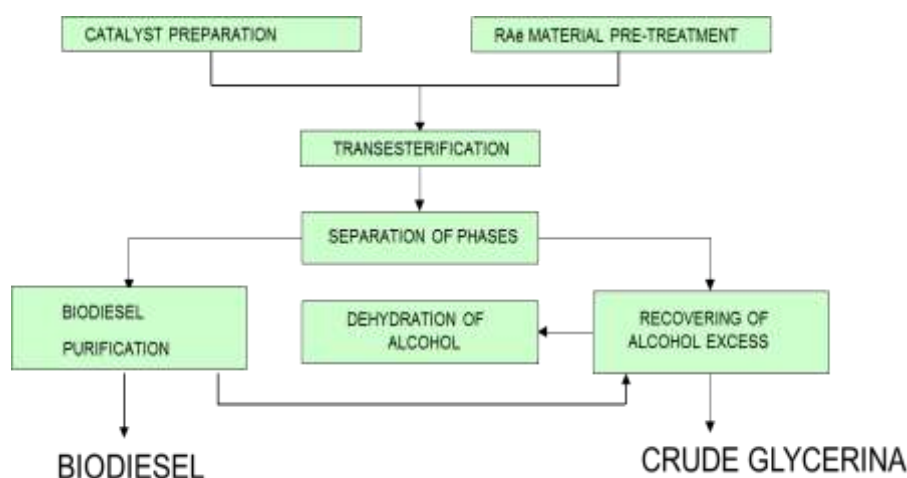 CATALYST PREPARATION
RAe MATERIAL PRE-TREATMENT
TRANSESTERIFICATION
SEPARATION OF PHASES
BIODIESEL
PURIFICATION
DEHYDRATION OF
ALCOHOL
RECOVERING OF
ALCOHOL EXCESS
BIODIESEL
CRUDE GLYCERINA